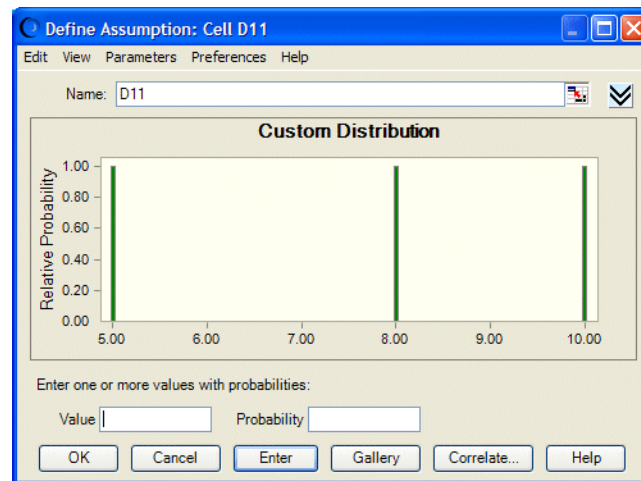 Define Assumption: Cell D11
Edit View Parameters Preferences Help
Name: D11
Custom Distribution
Relative Probability
1.00
0.80
0.60
0.40
0.20
0.00
5.00 6.00 7.00 8.00 9.00 10.00
Enter one or more values with probabilities:
Value Probability
OK Cancel Enter Gallery Correlate... Help